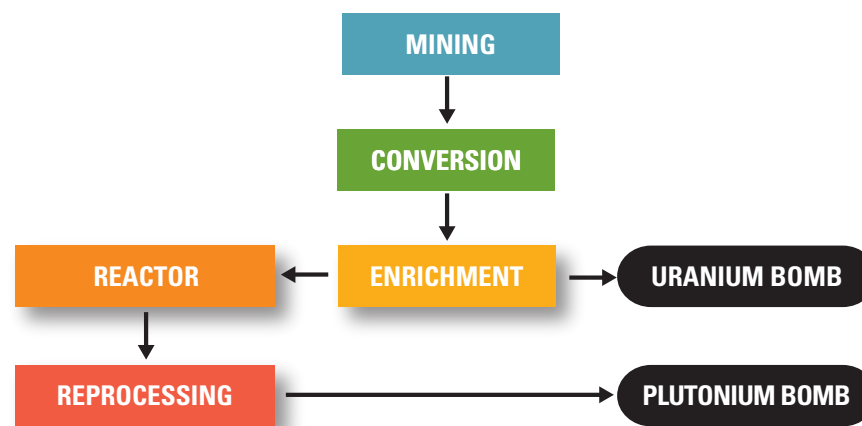 MINING
CONVERSION
REACTOR
ENRICHMENT
URANIUM BOMB
REPROCESSING
PLUTONIUM BOMB